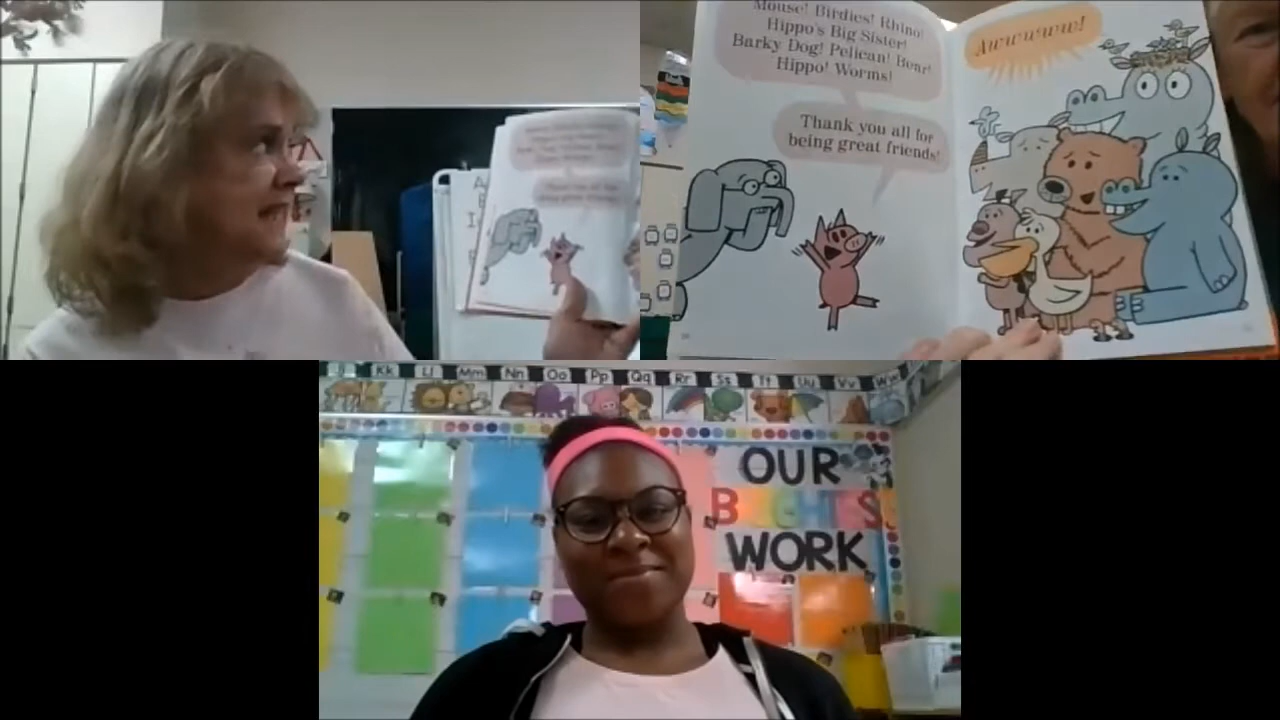 Mouse! Birdies! Rhino!
Hippo's Big Sister!
Barky Dog! Pelican! Bear!
Hippo! Worms!
Thank you all for
being great friends!
Awwwww!
Kk Ll Mm Nn Oo Pp Qq Rr Ss Tt Uu Vv Ww
OUR
BRIGHTEST
WORK